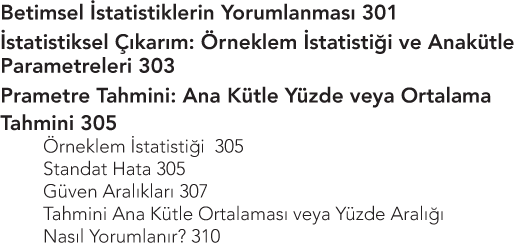 Betimsel İstatistiklerin Yorumlanması 301
İstatistiksel Çıkarım: Örneklem İstatistiği ve Anakütle
Parametreleri 303
Prametre Tahmini: Ana Kütle Yüzde veya Ortalama
Tahmini 305
Örneklem İstatistiği 305
Standat Hata 305
Güven Aralıkları 307
Tahmini Ana Kütle Ortalaması veya Yüzde Aralığı
Nasıl Yorumlanır? 310